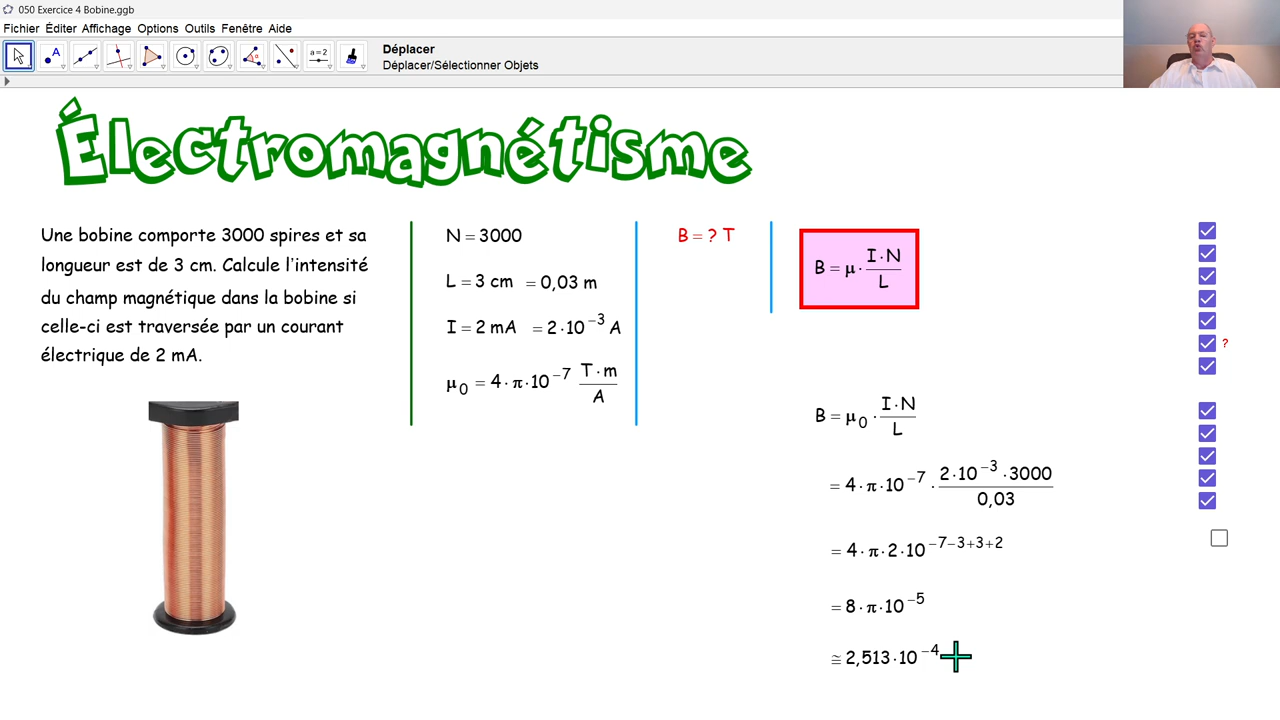 050 Exercice 4 Bobine.ggb
Fichier Éditer Affichage Options Outils Fenêtre Aide
A
a=2
Déplacer
Déplacer/Sélectionner Objets
Électromagnétisme
Une bobine comporte 3000 spires et sa
longueur est de 3 cm. Calcule l'intensité
du champ magnétique dans la bobine si
celle-ci est traversée par un courant
électrique de 2 mA.
N = 3000
L = 3 cm = 0,03 m
I = 2 mA = 2·10⁻³ A
μ₀ = 4·π·10⁻⁷ T·m/A
B = ? T
B = μ · I·N/L
?
B = μ₀ · I·N/L
= 4·π·10⁻⁷ · 2·10⁻³·3000/0,03
= 4·π·2·10⁻⁷⁻³⁺³⁺²
= 8·π·10⁻⁵
≅ 2,513·10⁻⁴